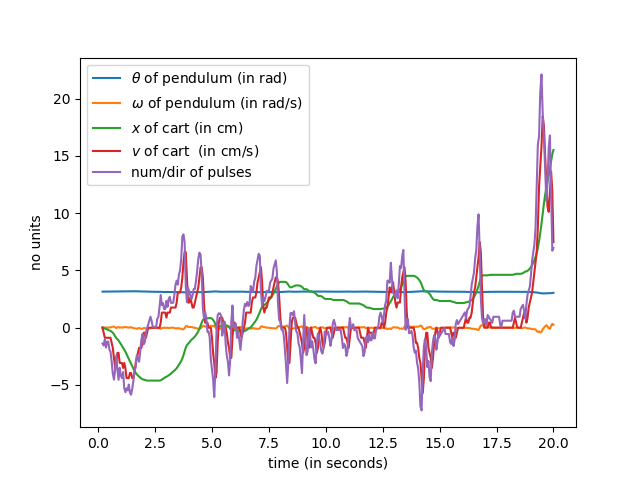 θ of pendulum (in rad)
ω of pendulum (in rad/s)
x of cart (in cm)
v of cart  (in cm/s)
num/dir of pulses
no units
20
15
10
5
0
−5
0.0 2.5 5.0 7.5 10.0 12.5 15.0 17.5 20.0
time (in seconds)